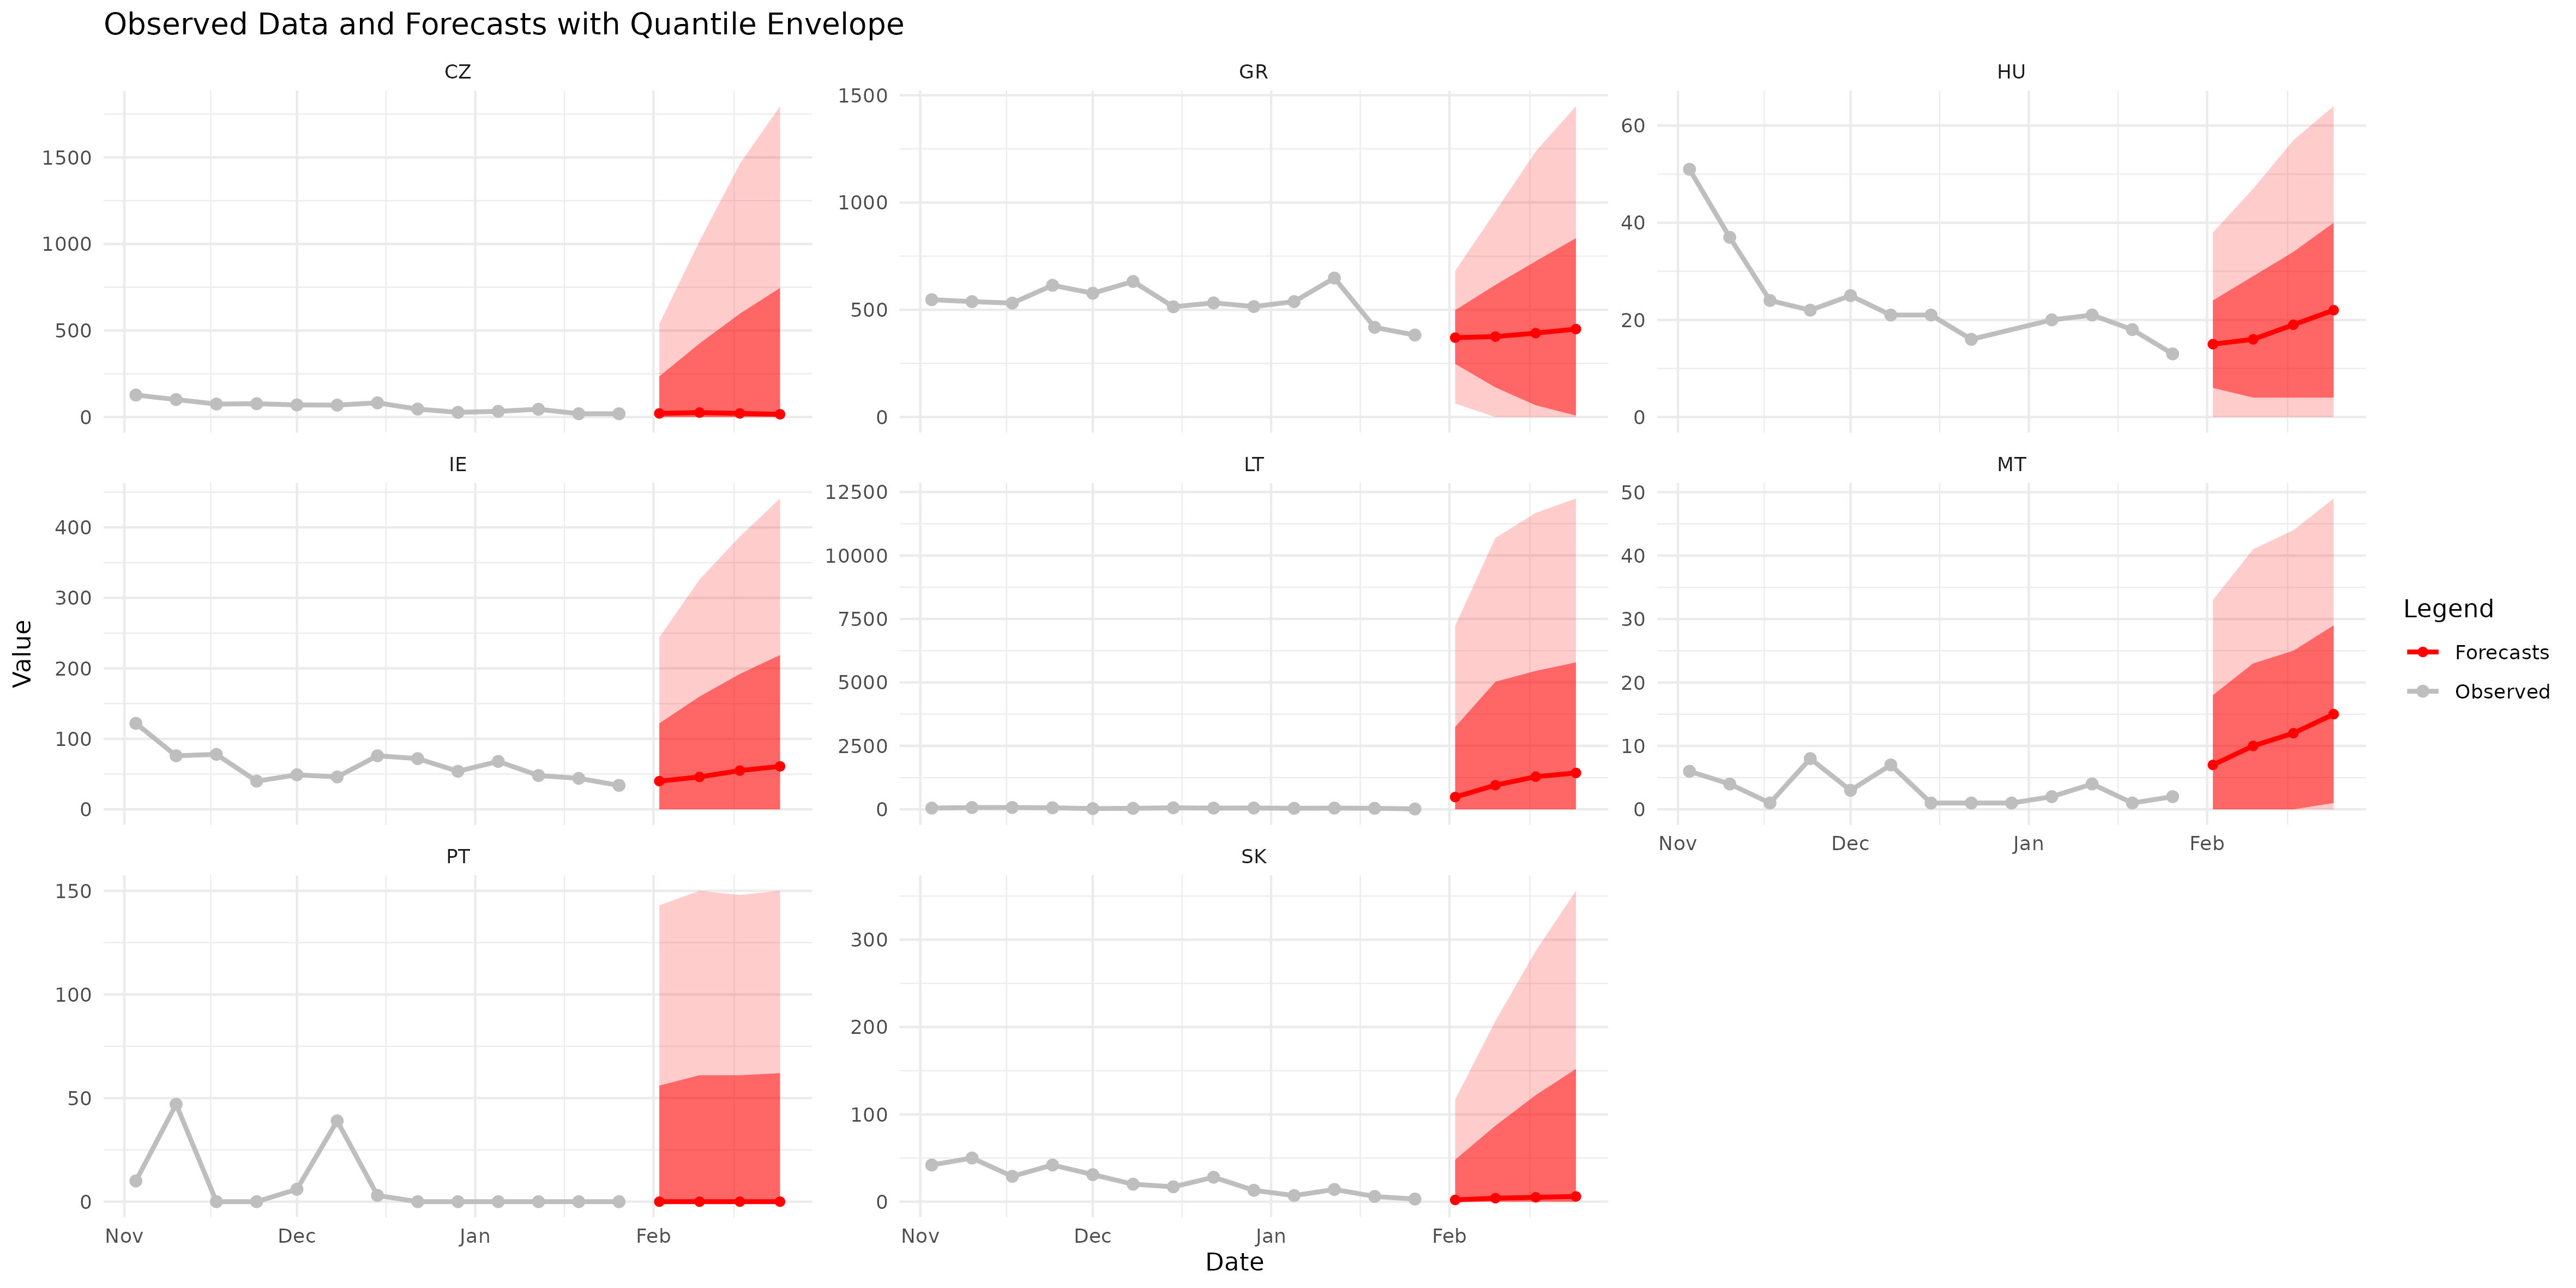 Observed Data and Forecasts with Quantile Envelope
CZ
GR
HU
1500
1000
500
0
1500
1000
500
0
60
40
20
0
IE
LT
MT
400
300
200
100
0
12500
10000
7500
5000
2500
0
50
40
30
20
10
0
Nov
Dec
Jan
Feb
PT
SK
150
100
50
0
300
200
100
0
Nov
Dec
Jan
Feb
Nov
Dec
Jan
Feb
Date
Value
Legend
Forecasts
Observed